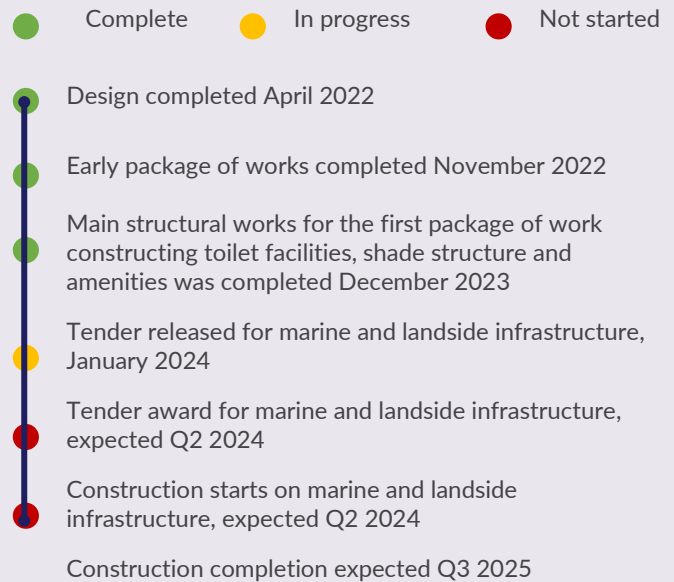 Complete In progress Not started
Design completed April 2022
Early package of works completed November 2022
Main structural works for the first package of work
constructing toilet facilities, shade structure and
amenities was completed December 2023
Tender released for marine and landside infrastructure,
January 2024
Tender award for marine and landside infrastructure,
expected Q2 2024
Construction starts on marine and landside
infrastructure, expected Q2 2024
Construction completion expected Q3 2025